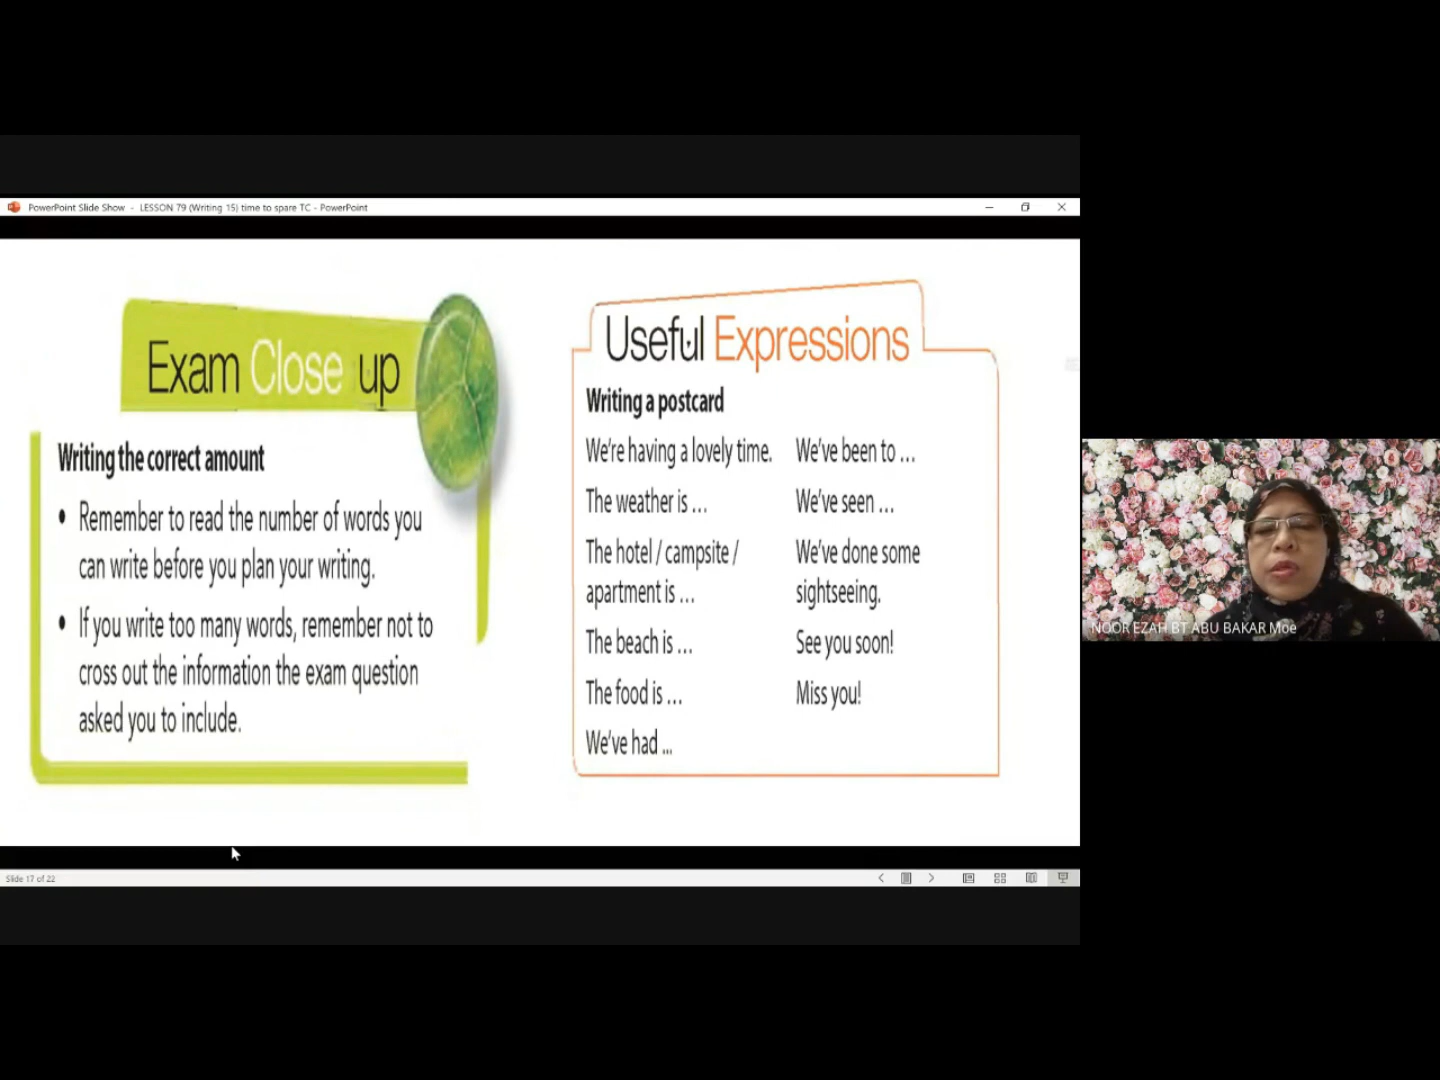 PowerPoint Slide Show - LESSON 79 (Writing 15) time to spare TC - PowerPoint
Exam Close up
Writing the correct amount
• Remember to read the number of words you
can write before you plan your writing.
• If you write too many words, remember not to
cross out the information the exam question
asked you to include.
Useful Expressions
Writing a postcard
We're having a lovely time.
The weather is ...
The hotel / campsite /
apartment is ...
The beach is ...
The food is ...
We've had ...
We've been to ...
We've seen ...
We've done some
sightseeing.
See you soon!
Miss you!
NOOR EZAH BT ABU BAKAR Moe
Slide 17 of 22